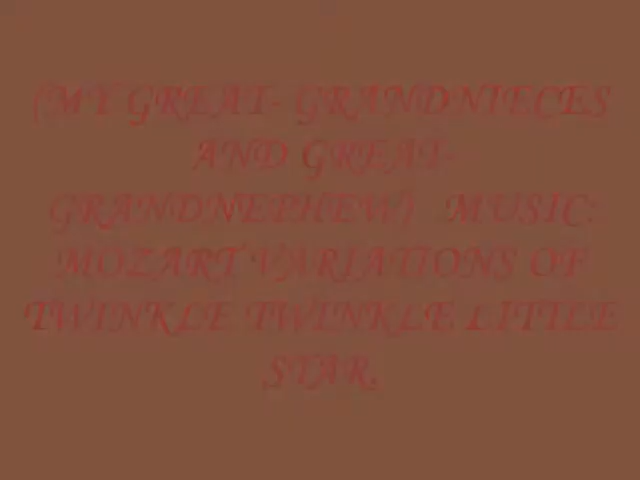 (MY GREAT- GRANDNIECES
AND GREAT-
GRANDNEPHEW) MUSIC:
MOZART VARIATIONS OF
TWINKLE TWINKLE LITTLE
STAR.